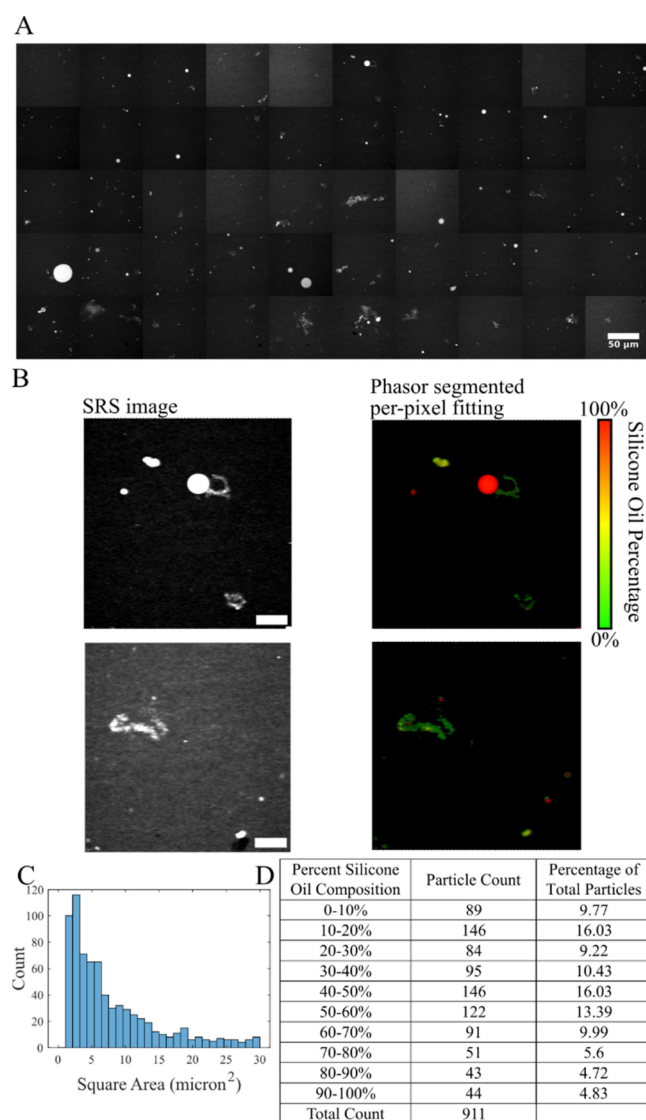 A
50 µm
B
SRS image
Phasor segmented
per-pixel fitting
100%
Silicone Oil Percentage
0%
C
120
100
80
60
40
20
0
Count
0 5 10 15 20 25 30
Square Area (micron²)
D
Percent Silicone Oil Composition Particle Count Percentage of Total Particles
0-10% 89 9.77
10-20% 146 16.03
20-30% 84 9.22
30-40% 95 10.43
40-50% 146 16.03
50-60% 122 13.39
60-70% 91 9.99
70-80% 51 5.6
80-90% 43 4.72
90-100% 44 4.83
Total Count 911